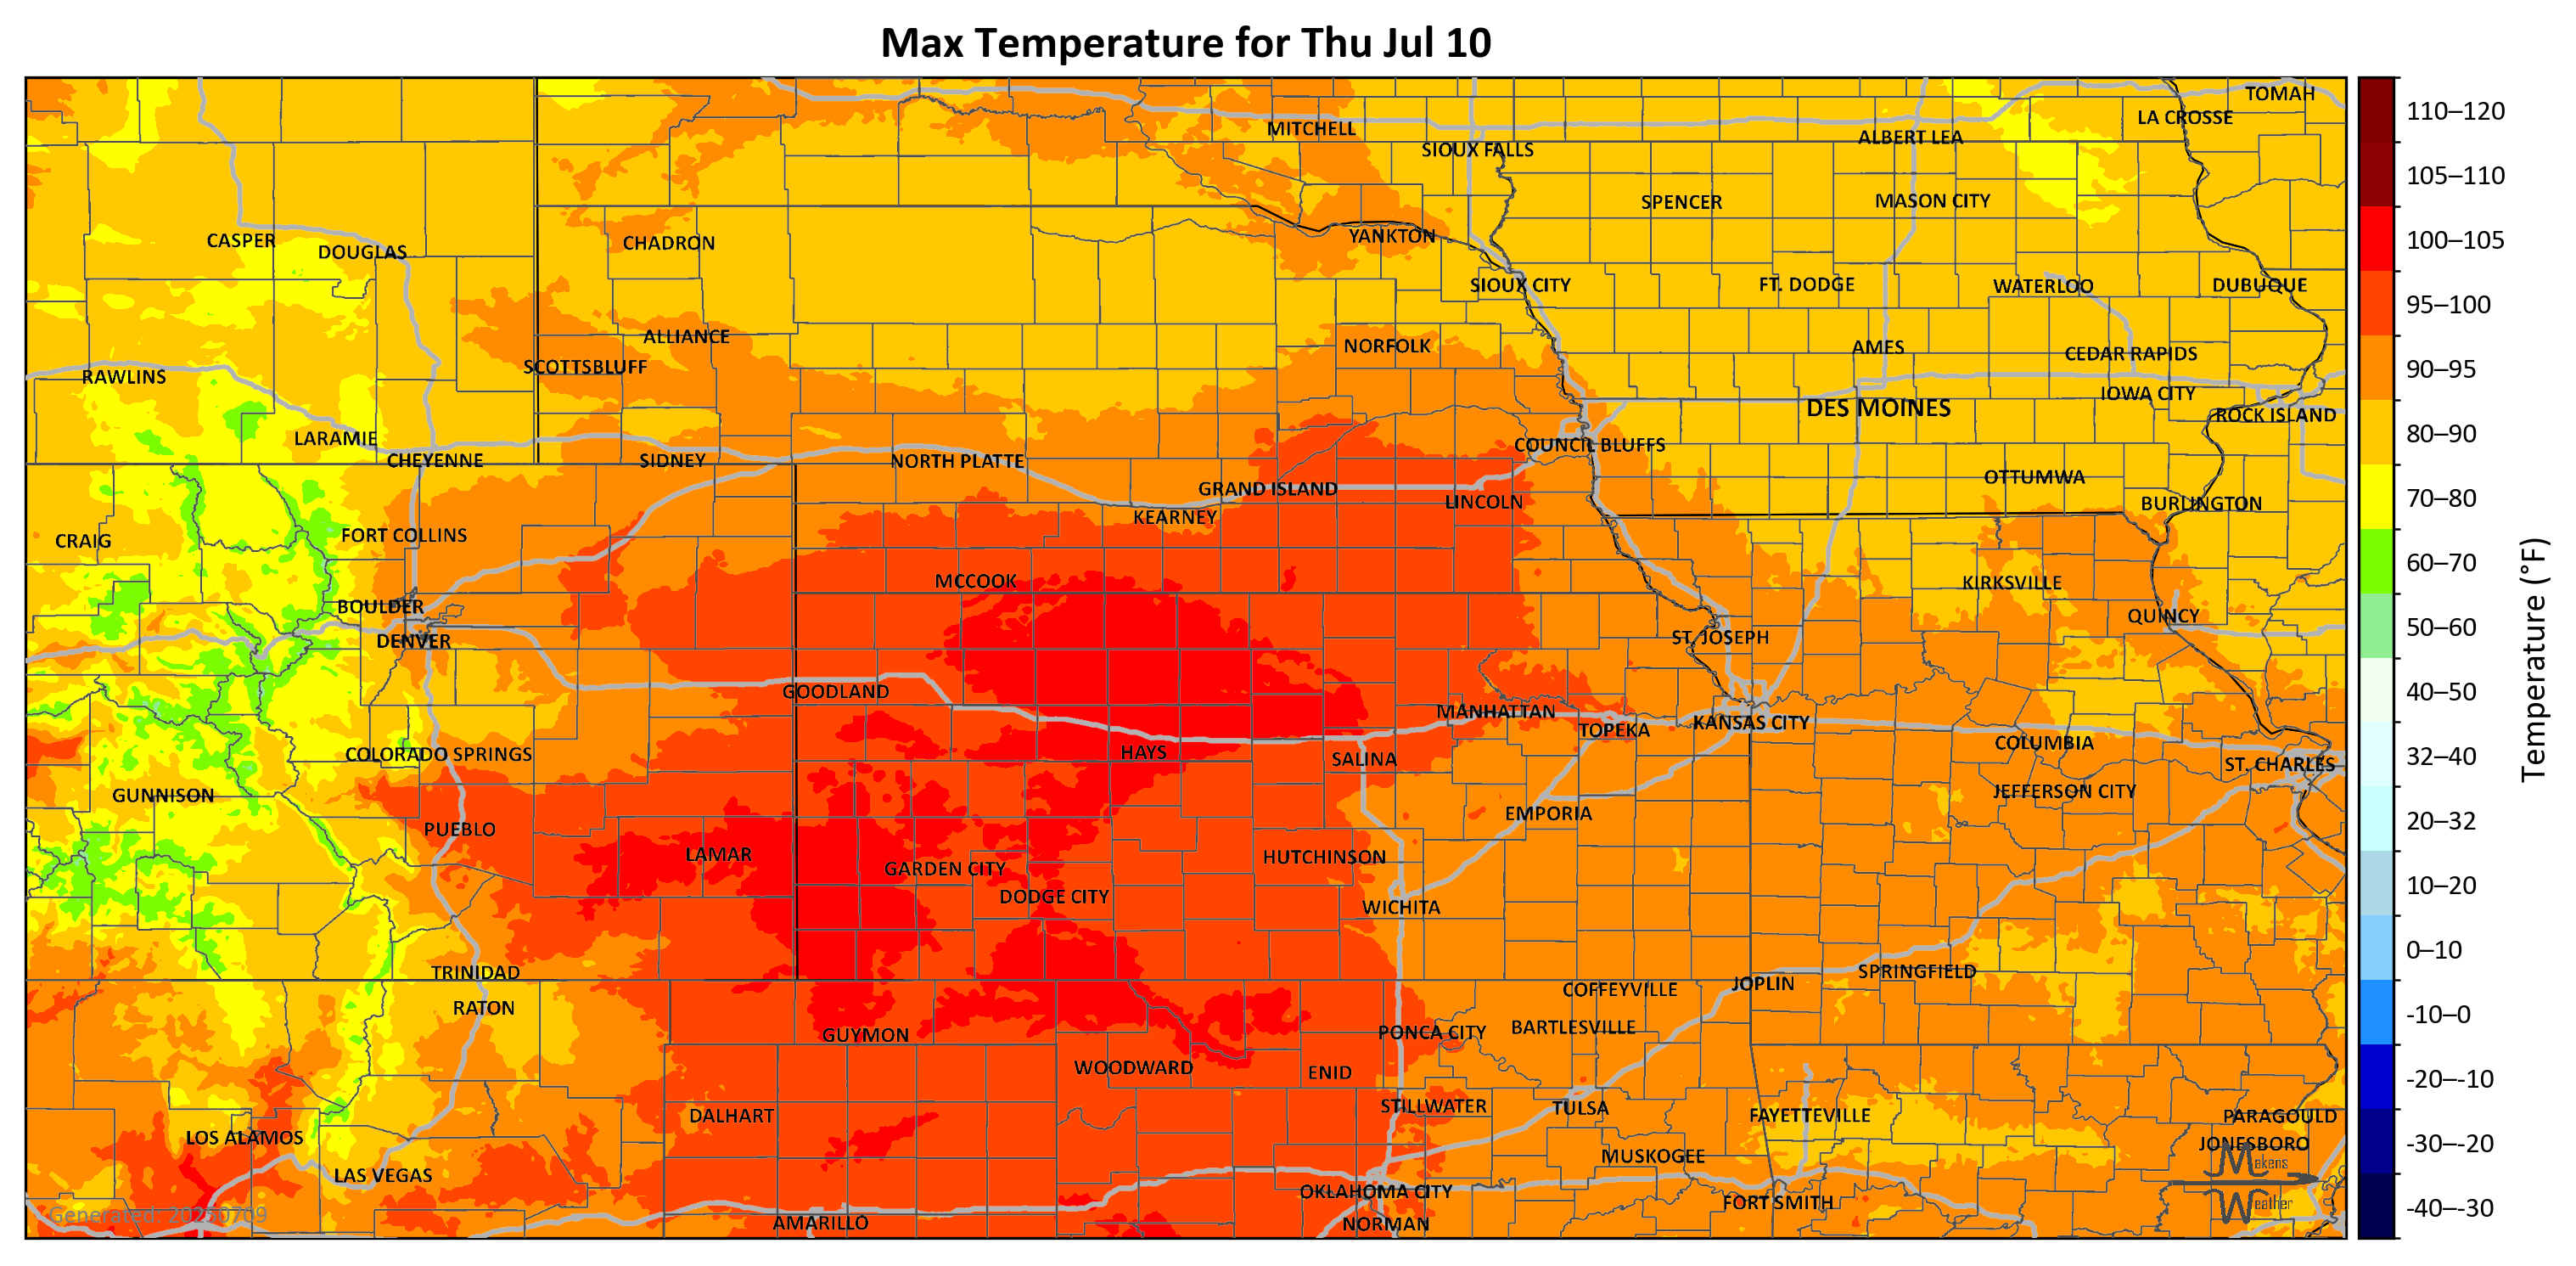 Max Temperature for Thu Jul 10
TOMAH
LA CROSSE
MITCHELL
ALBERT LEA
SIOUX FALLS
SPENCER
MASON CITY
CASPER
DOUGLAS
CHADRON
YANKTON
SIOUX CITY
FT. DODGE
WATERLOO
DUBUQUE
ALLIANCE
NORFOLK
AMES
CEDAR RAPIDS
SCOTTSBLUFF
RAWLINS
IOWA CITY
DES MOINES
ROCK ISLAND
LARAMIE
COUNCIL BLUFFS
CHEYENNE
SIDNEY
NORTH PLATTE
OTTUMWA
GRAND ISLAND
LINCOLN
BURLINGTON
KEARNEY
FORT COLLINS
CRAIG
MCCOOK
KIRKSVILLE
BOULDER
QUINCY
DENVER
ST. JOSEPH
GOODLAND
MANHATTAN
TOPEKA
KANSAS CITY
COLUMBIA
COLORADO SPRINGS
HAYS
SALINA
ST. CHARLES
GUNNISON
JEFFERSON CITY
EMPORIA
PUEBLO
LAMAR
HUTCHINSON
GARDEN CITY
DODGE CITY
WICHITA
TRINIDAD
SPRINGFIELD
JOPLIN
COFFEYVILLE
RATON
BARTLESVILLE
GUYMON
PONCA CITY
WOODWARD
ENID
STILLWATER
TULSA
DALHART
FAYETTEVILLE
PARAGOULD
LOS ALAMOS
JONESBORO
MUSKOGEE
LAS VEGAS
OKLAHOMA CITY
FORT SMITH
AMARILLO
NORMAN
Generated: 20250709
Makens
Weather
110–120
105–110
100–105
95–100
90–95
80–90
70–80
60–70
50–60
40–50
32–40
20–32
10–20
0–10
-10–0
-20–-10
-30–-20
-40–-30
Temperature (°F)